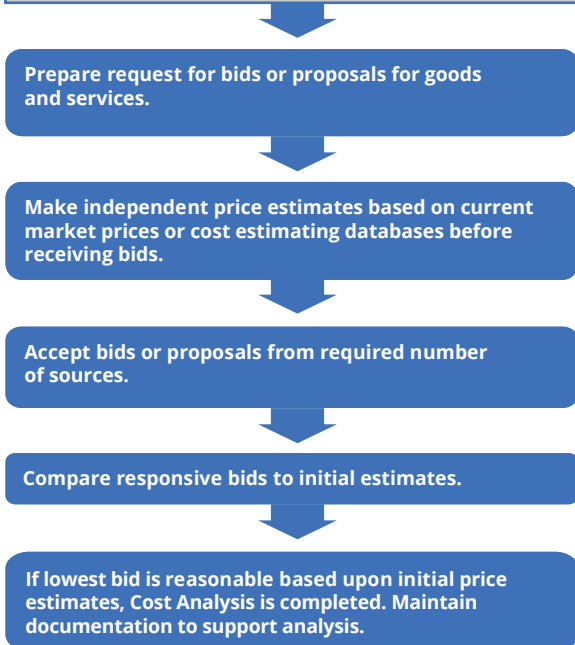 Prepare request for bids or proposals for goods
and services.
Make independent price estimates based on current
market prices or cost estimating databases before
receiving bids.
Accept bids or proposals from required number
of sources.
Compare responsive bids to initial estimates.
If lowest bid is reasonable based upon initial price
estimates, Cost Analysis is completed. Maintain
documentation to support analysis.